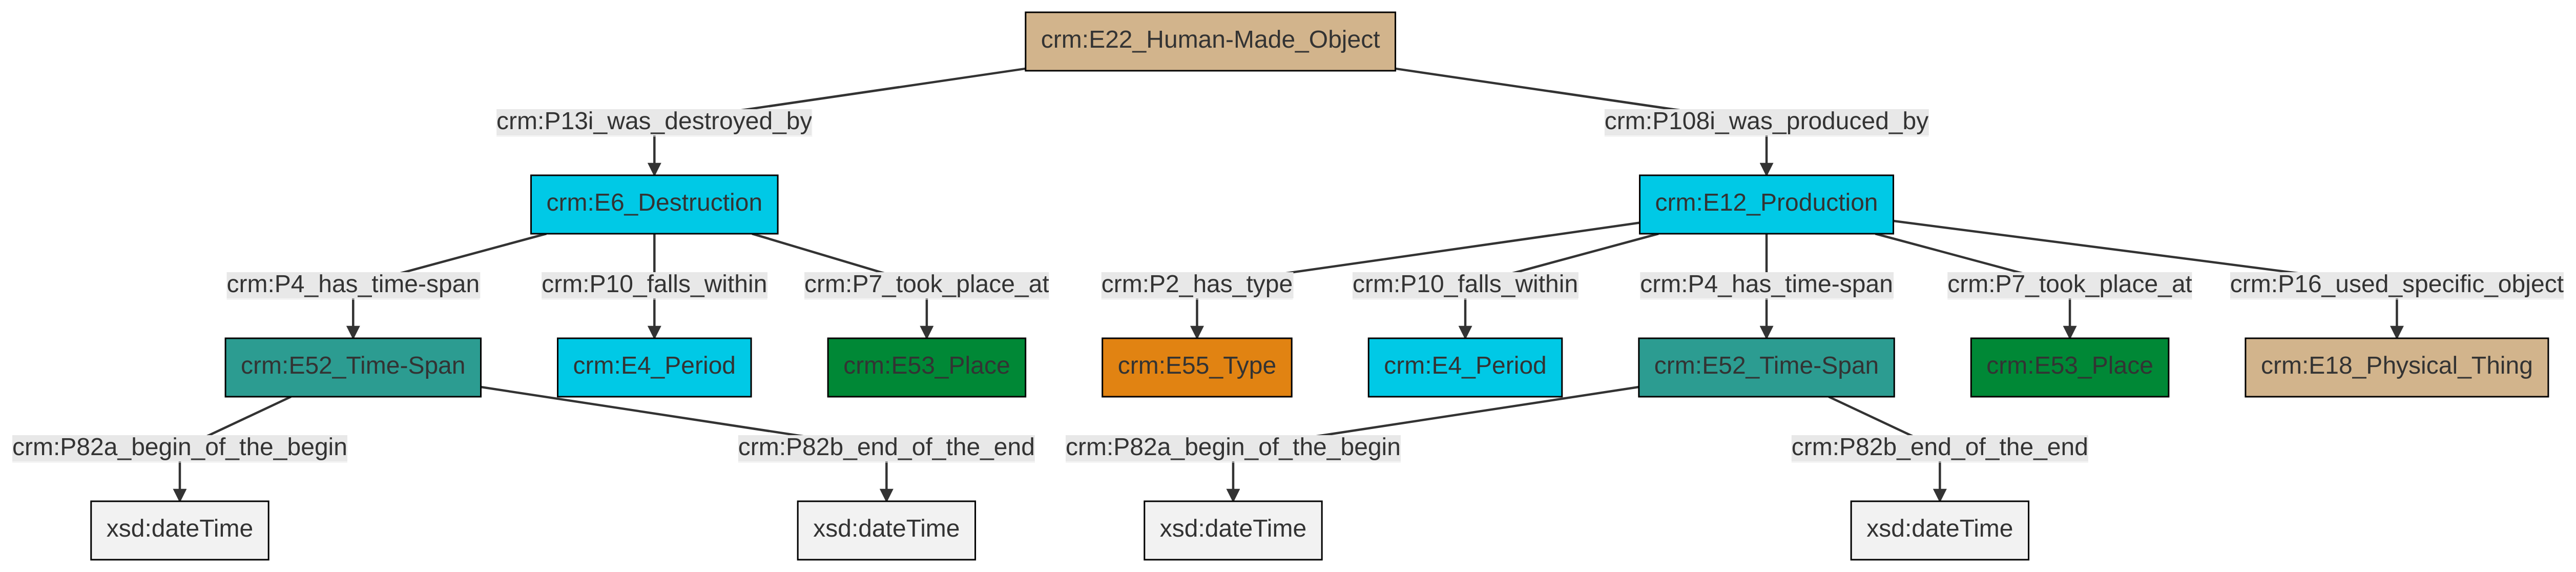 crm:E22_Human-Made_Object
crm:P13i_was_destroyed_by
crm:P108i_was_produced_by
crm:E6_Destruction
crm:E12_Production
crm:P4_has_time-span
crm:P10_falls_within
crm:P7_took_place_at
crm:P2_has_type
crm:P10_falls_within
crm:P4_has_time-span
crm:P7_took_place_at
crm:P16_used_specific_object
crm:E52_Time-Span
crm:E4_Period
crm:E53_Place
crm:E55_Type
crm:E4_Period
crm:E52_Time-Span
crm:E53_Place
crm:E18_Physical_Thing
crm:P82a_begin_of_the_begin
crm:P82b_end_of_the_end
crm:P82a_begin_of_the_begin
crm:P82b_end_of_the_end
xsd:dateTime
xsd:dateTime
xsd:dateTime
xsd:dateTime